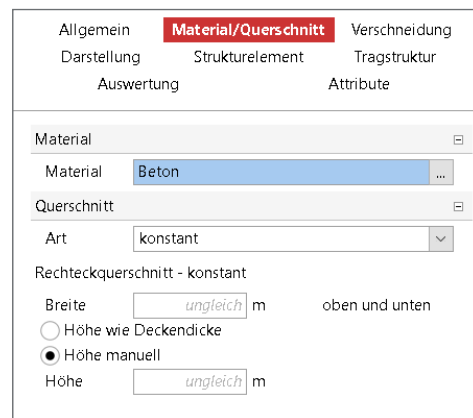 Allgemein Material/Querschnitt Verschneidung
Darstellung Strukturelement Tragstruktur
Auswertung Attribute
Material
Material Beton ...
Querschnitt
Art konstant
Rechteckquerschnitt - konstant
Breite ungleich m oben und unten
Höhe wie Deckendicke
Höhe manuell
Höhe ungleich m